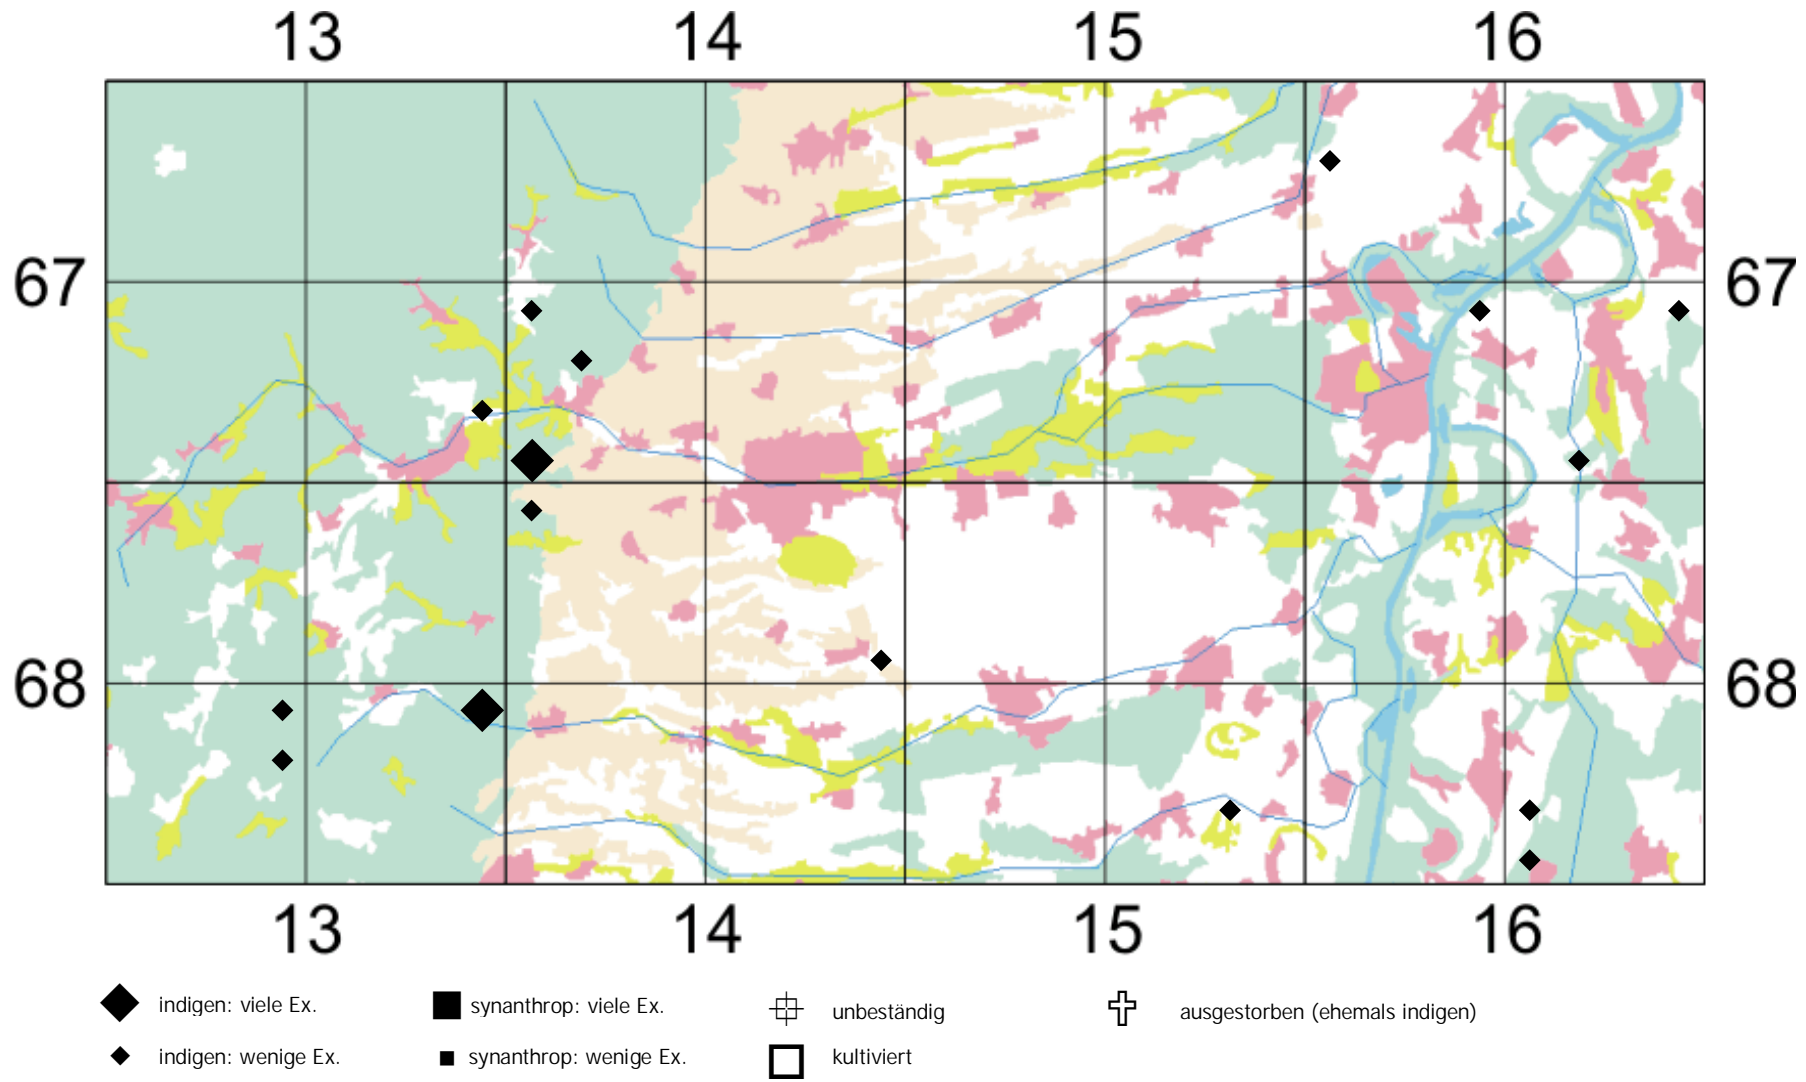 13 14 15 16
67 67
68 68
13 14 15 16
indigen: viele Ex. synanthrop: viele Ex. unbeständig ausgestorben (ehemals indigen)
indigen: wenige Ex. synanthrop: wenige Ex. kultiviert